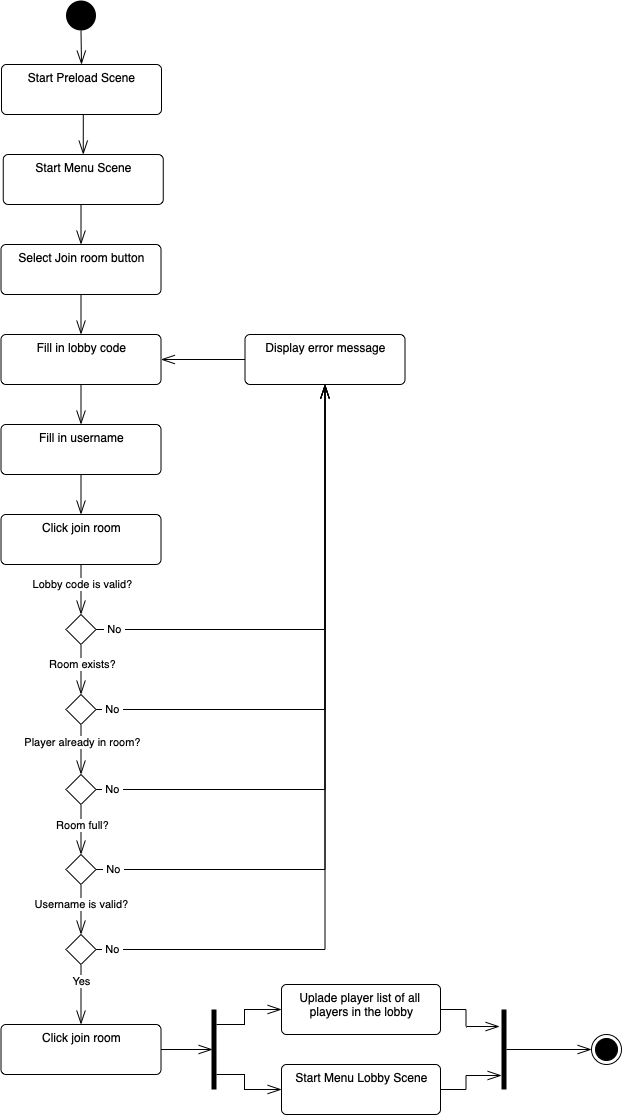 Start Preload Scene
Start Menu Scene
Select Join room button
Fill in lobby code
Display error message
Fill in username
Click join room
Lobby code is valid?
No
Room exists?
No
Player already in room?
No
Room full?
No
Username is valid?
No
Yes
Click join room
Uplade player list of all
players in the lobby
Start Menu Lobby Scene